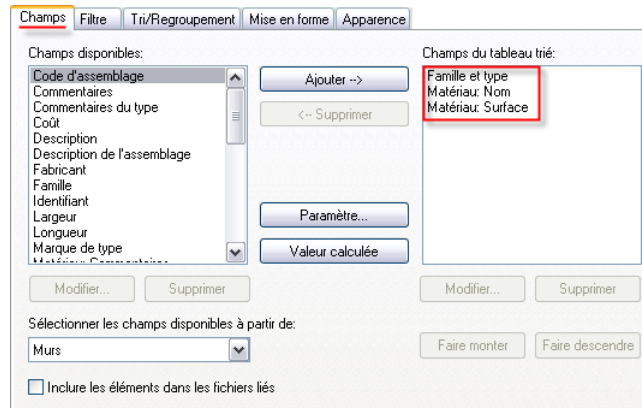 Champs Filtre Tri/Regroupement Mise en forme Apparence
Champs disponibles:
Code d'assemblage
Commentaires
Commentaires du type
Coût
Description
Description de l'assemblage
Fabricant
Famille
Identifiant
Largeur
Longueur
Marque de type
Matériau: Commentaires
Ajouter -->
<-- Supprimer
Paramètre...
Valeur calculée
Champs du tableau trié:
Famille et type
Matériau: Nom
Matériau: Surface
Modifier... Supprimer
Modifier... Supprimer
Sélectionner les champs disponibles à partir de:
Murs
Faire monter Faire descendre
Inclure les éléments dans les fichiers liés